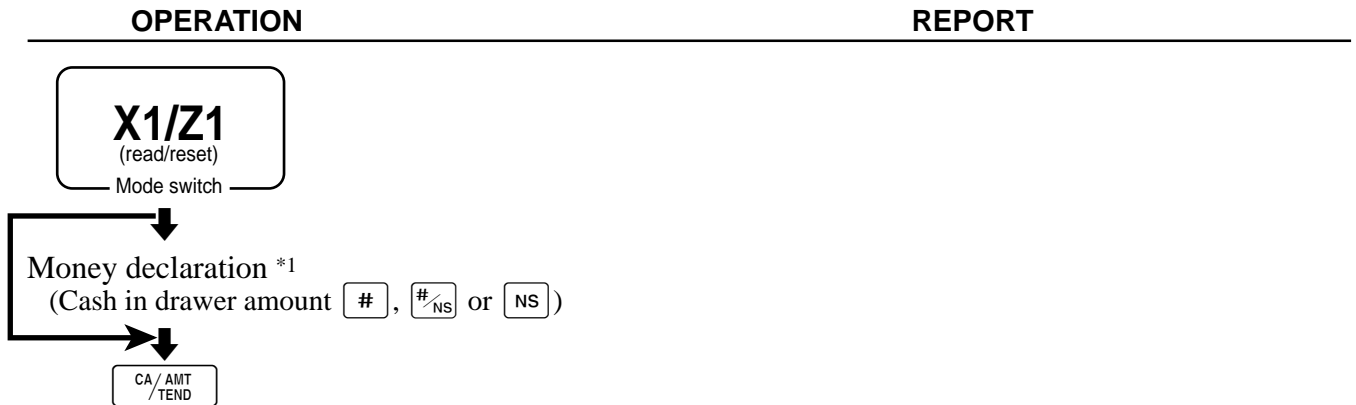 OPERATION REPORT
X1/Z1
(read/reset)
Mode switch
Money declaration *1
(Cash in drawer amount #, #/NS or NS)
CA/AMT
TEND